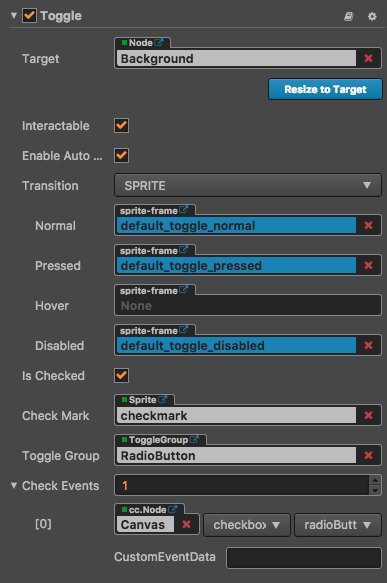 Toggle
Node
Target Background
Resize to Target
Interactable
Enable Auto ...
Transition SPRITE
sprite-frame
Normal default_toggle_normal
sprite-frame
Pressed default_toggle_pressed
sprite-frame
Hover None
sprite-frame
Disabled default_toggle_disabled
Is Checked
Sprite
Check Mark checkmark
ToggleGroup
Toggle Group RadioButton
Check Events 1
cc.Node
[0] Canvas checkbox radioButt
CustomEventData